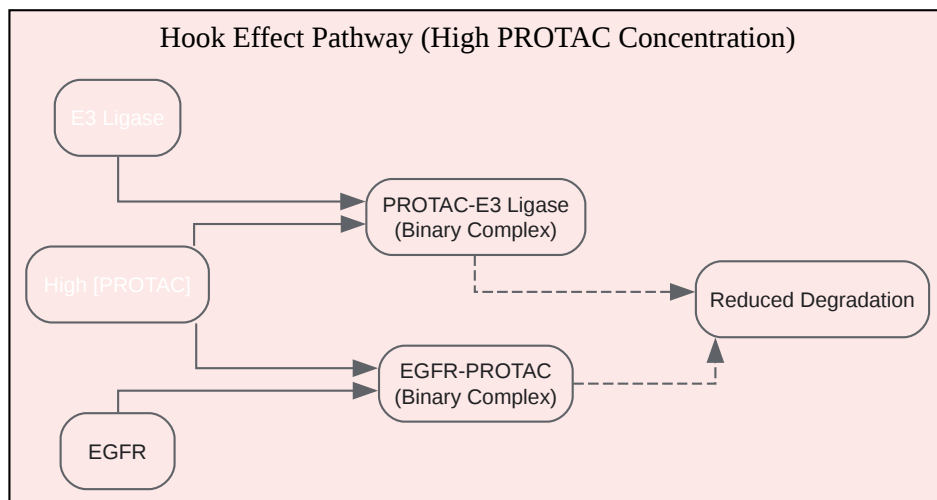 Hook Effect Pathway (High PROTAC Concentration)
E3 Ligase
PROTAC-E3 Ligase
(Binary Complex)
High [PROTAC]
Reduced Degradation
EGFR-PROTAC
(Binary Complex)
EGFR